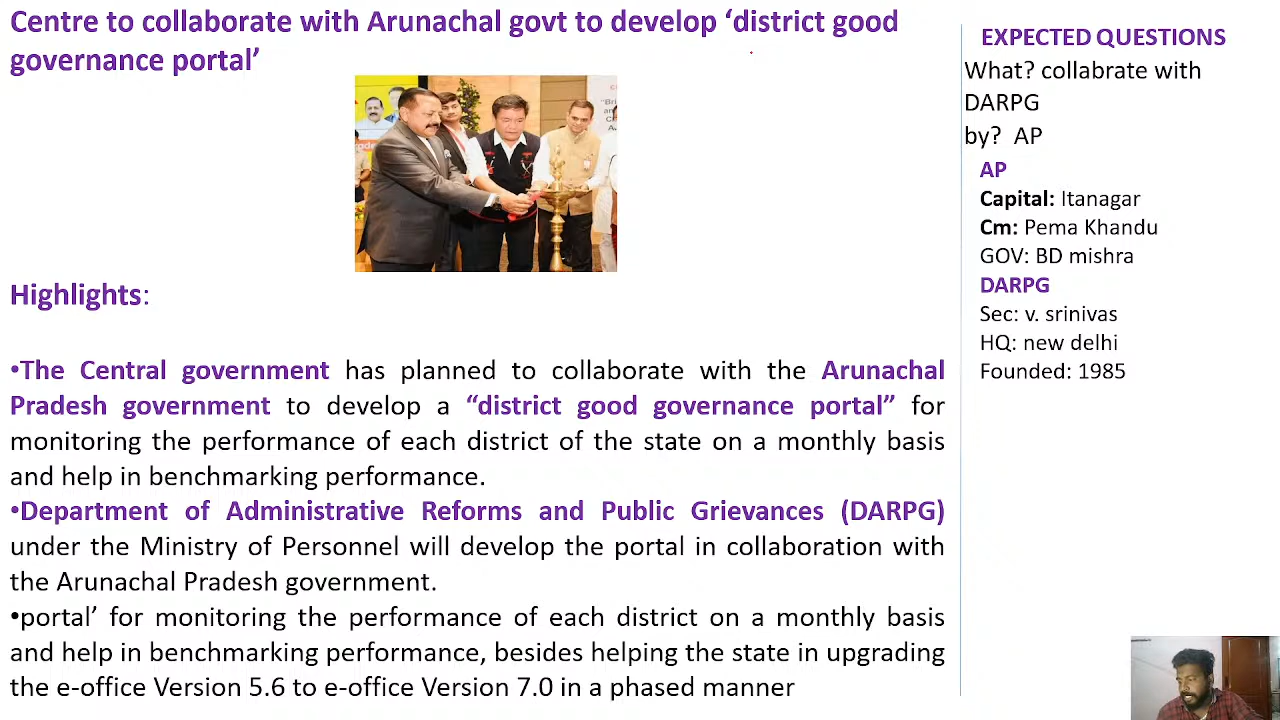 Centre to collaborate with Arunachal govt to develop ‘district good
governance portal’
Highlights:
•The Central government has planned to collaborate with the Arunachal
Pradesh government to develop a “district good governance portal” for
monitoring the performance of each district of the state on a monthly basis
and help in benchmarking performance.
•Department of Administrative Reforms and Public Grievances (DARPG)
under the Ministry of Personnel will develop the portal in collaboration with
the Arunachal Pradesh government.
•portal’ for monitoring the performance of each district on a monthly basis
and help in benchmarking performance, besides helping the state in upgrading
the e-office Version 5.6 to e-office Version 7.0 in a phased manner
EXPECTED QUESTIONS
What? collabrate with
DARPG
by? AP
AP
Capital: Itanagar
Cm: Pema Khandu
GOV: BD mishra
DARPG
Sec: v. srinivas
HQ: new delhi
Founded: 1985